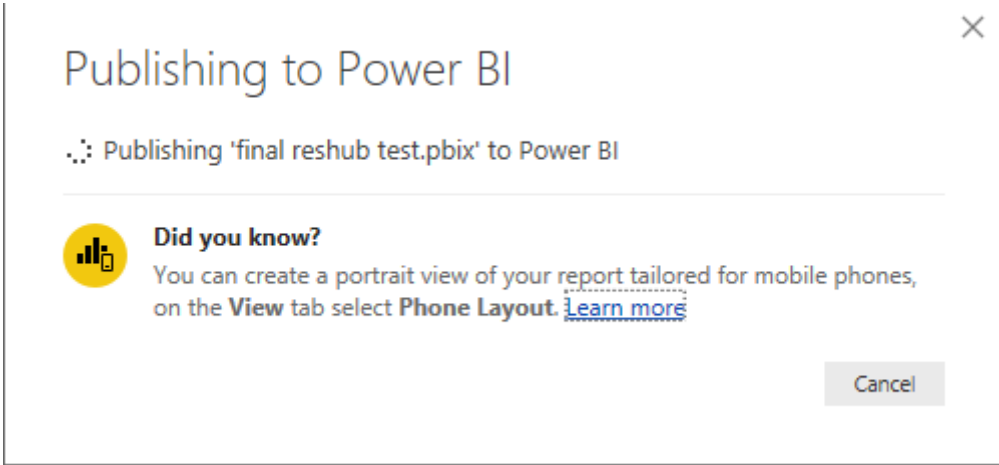 Publishing to Power BI
Publishing 'final reshub test.pbix' to Power BI
Did you know?
You can create a portrait view of your report tailored for mobile phones,
on the View tab select Phone Layout. Learn more
Cancel